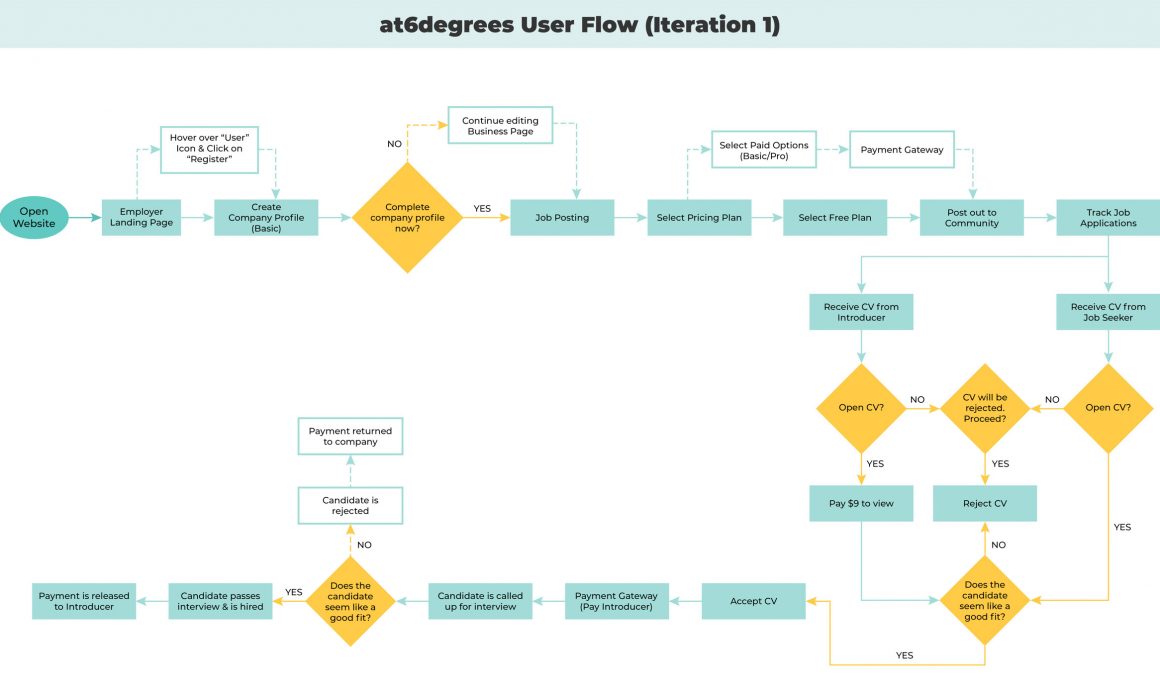 at6degrees User Flow (Iteration 1)
Hover over “User”
Icon & Click on
“Register”
Continue editing
Business Page
NO
Select Paid Options
(Basic/Pro)
Payment Gateway
Open
Website
Employer
Landing Page
Create
Company Profile
(Basic)
Complete
company profile
now?
YES
Job Posting
Select Pricing Plan
Select Free Plan
Post out to
Community
Track Job
Applications
Receive CV from
Introducer
Receive CV from
Job Seeker
Open CV?
NO
CV will be
rejected.
Proceed?
NO
Open CV?
YES
YES
Pay $9 to view
Reject CV
YES
NO
Payment returned
to company
Candidate is
rejected
NO
Payment is released
to Introducer
Candidate passes
interview & is hired
YES
Does the
candidate
seem like a
good fit?
Candidate is called
up for interview
Payment Gateway
(Pay Introducer)
Accept CV
Does the
candidate
seem like a
good fit?
YES